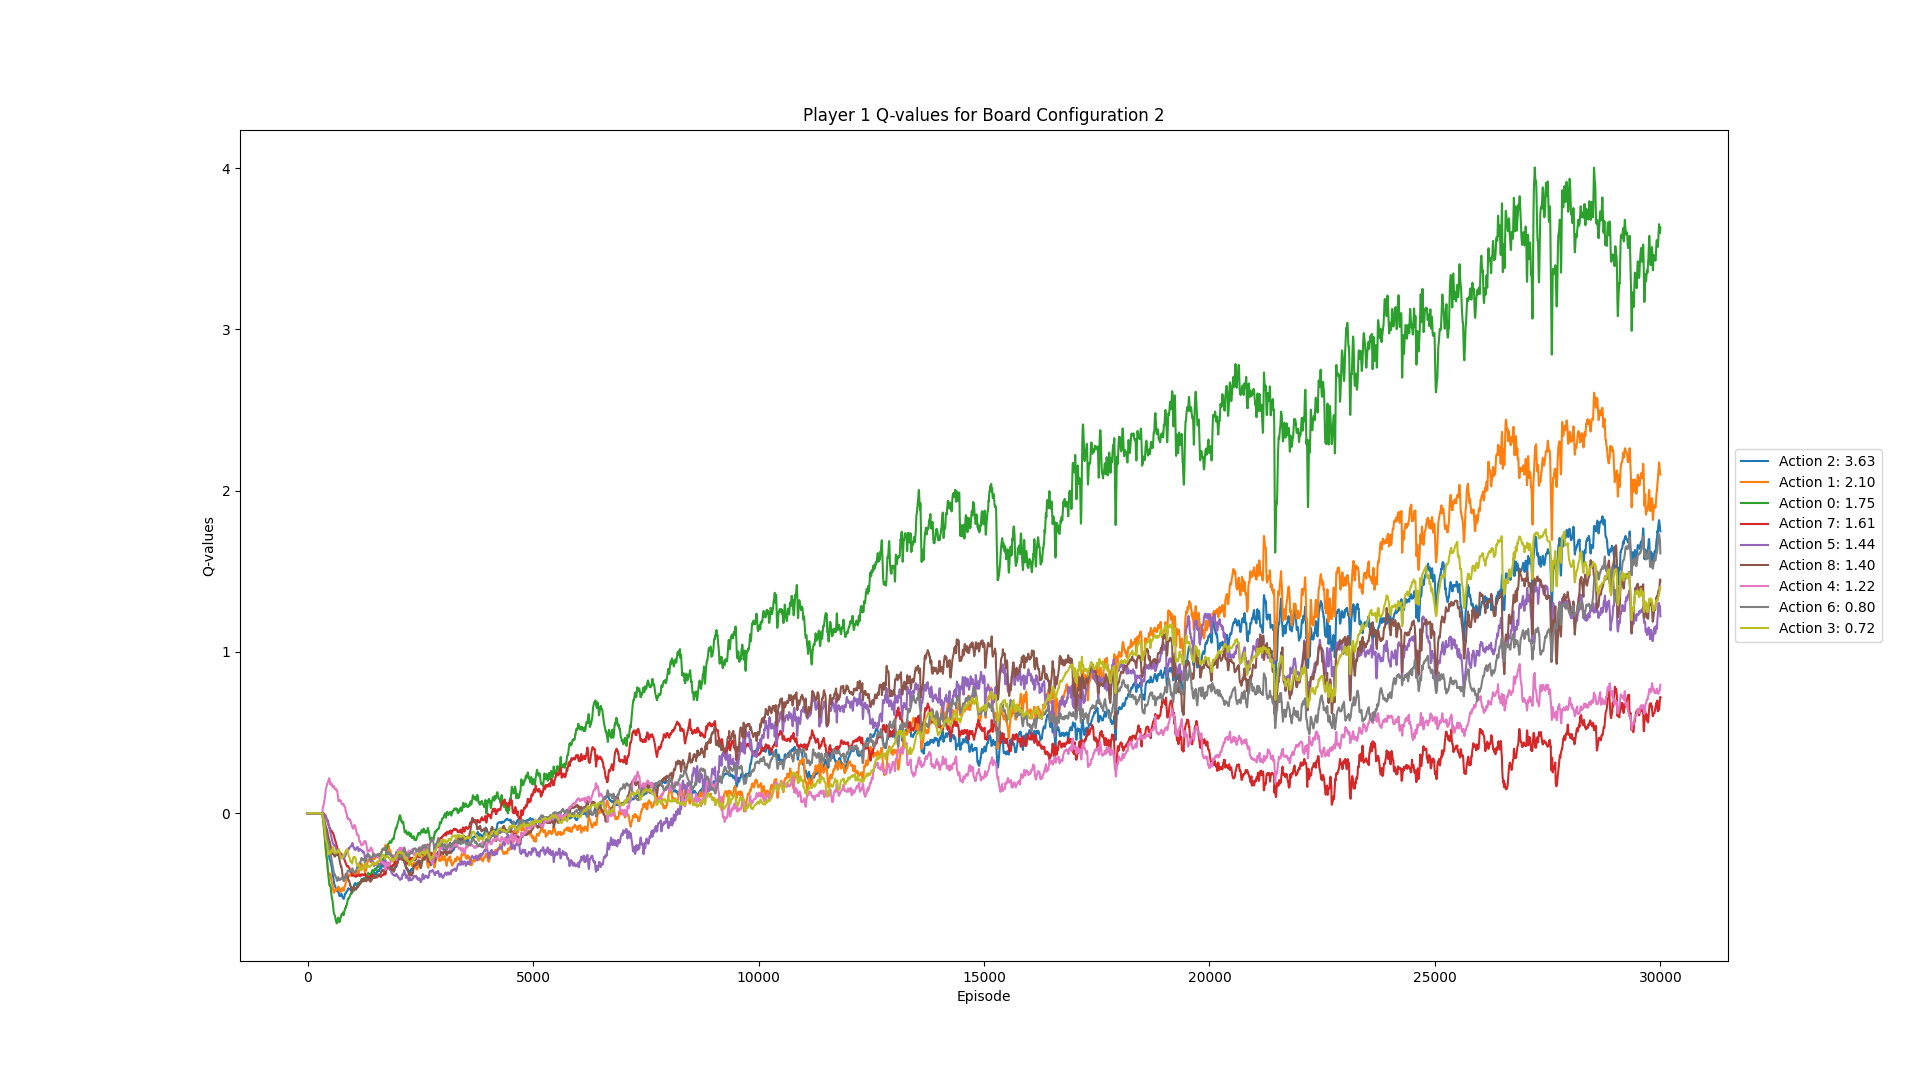 Player 1 Q-values for Board Configuration 2
4
3
2
1
0
Q-values
0
5000
10000
15000
20000
25000
30000
Episode
Action 2: 3.63
Action 1: 2.10
Action 0: 1.75
Action 7: 1.61
Action 5: 1.44
Action 8: 1.40
Action 4: 1.22
Action 6: 0.80
Action 3: 0.72